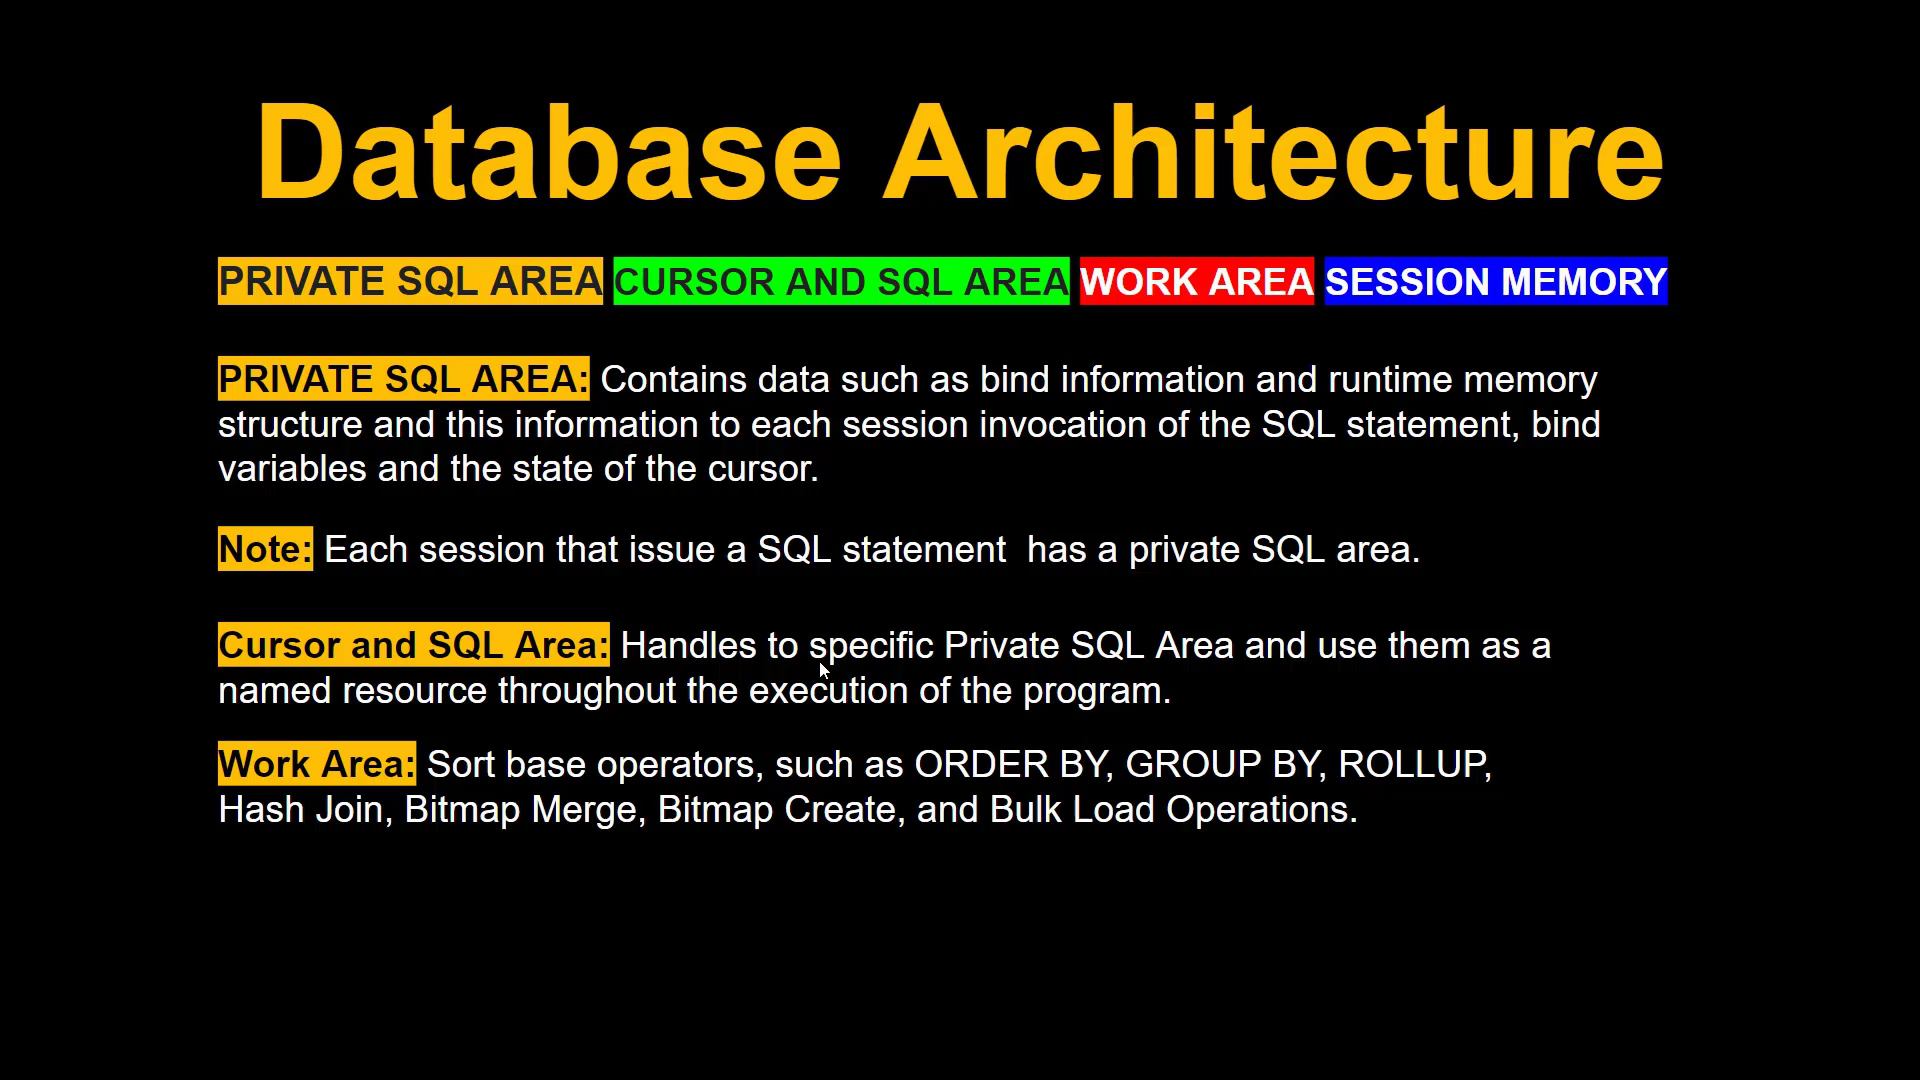 Database Architecture
PRIVATE SQL AREA CURSOR AND SQL AREA WORK AREA SESSION MEMORY
PRIVATE SQL AREA: Contains data such as bind information and runtime memory
structure and this information to each session invocation of the SQL statement, bind
variables and the state of the cursor.
Note: Each session that issue a SQL statement  has a private SQL area.
Cursor and SQL Area: Handles to specific Private SQL Area and use them as a
named resource throughout the execution of the program.
Work Area: Sort base operators, such as ORDER BY, GROUP BY, ROLLUP,
Hash Join, Bitmap Merge, Bitmap Create, and Bulk Load Operations.